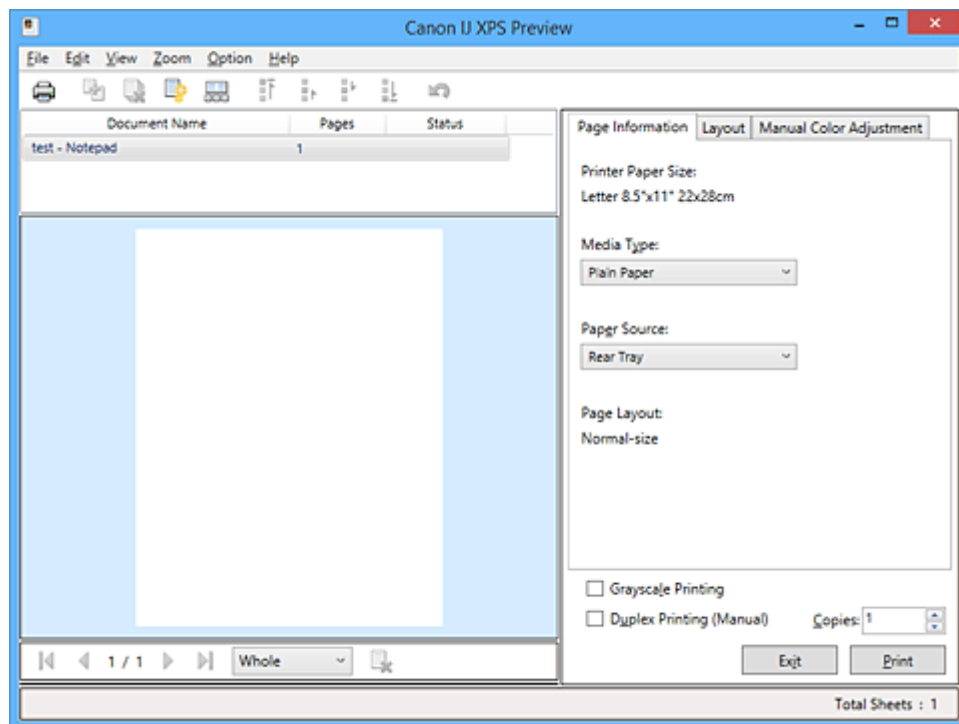 Canon IJ XPS Preview
File Edit View Zoom Option Help
Document Name Pages Status
test - Notepad 1
Page Information Layout Manual Color Adjustment
Printer Paper Size:
Letter 8.5"x11" 22x28cm
Media Type:
Plain Paper
Paper Source:
Rear Tray
Page Layout:
Normal-size
Grayscale Printing
Duplex Printing (Manual) Copies: 1
1 / 1 Whole
Exit Print
Total Sheets : 1